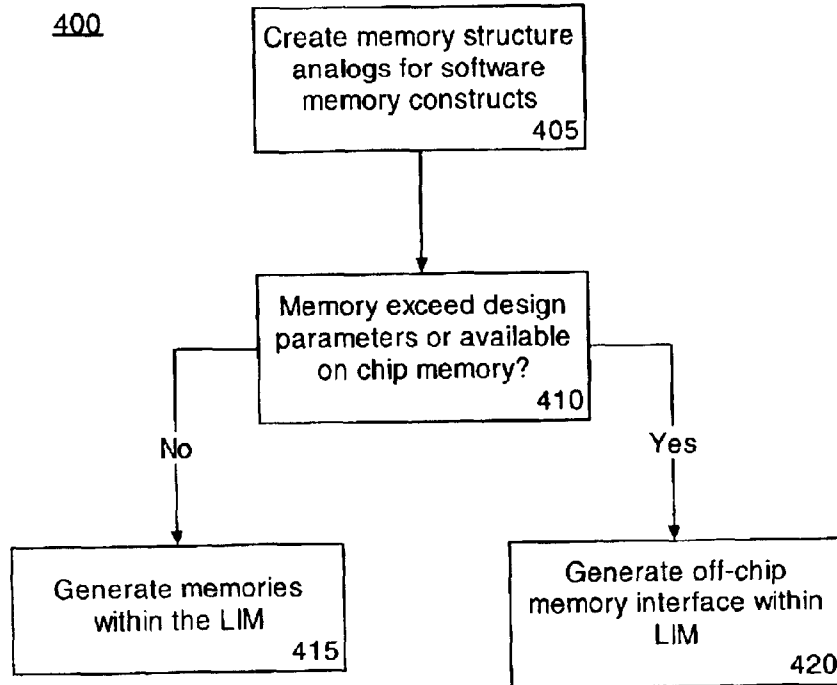 400
Create memory structure
analogs for software
memory constructs
405
Memory exceed design
parameters or available
on chip memory?
410
No
Yes
Generate memories
within the LIM
415
Generate off-chip
memory interface within
LIM
420